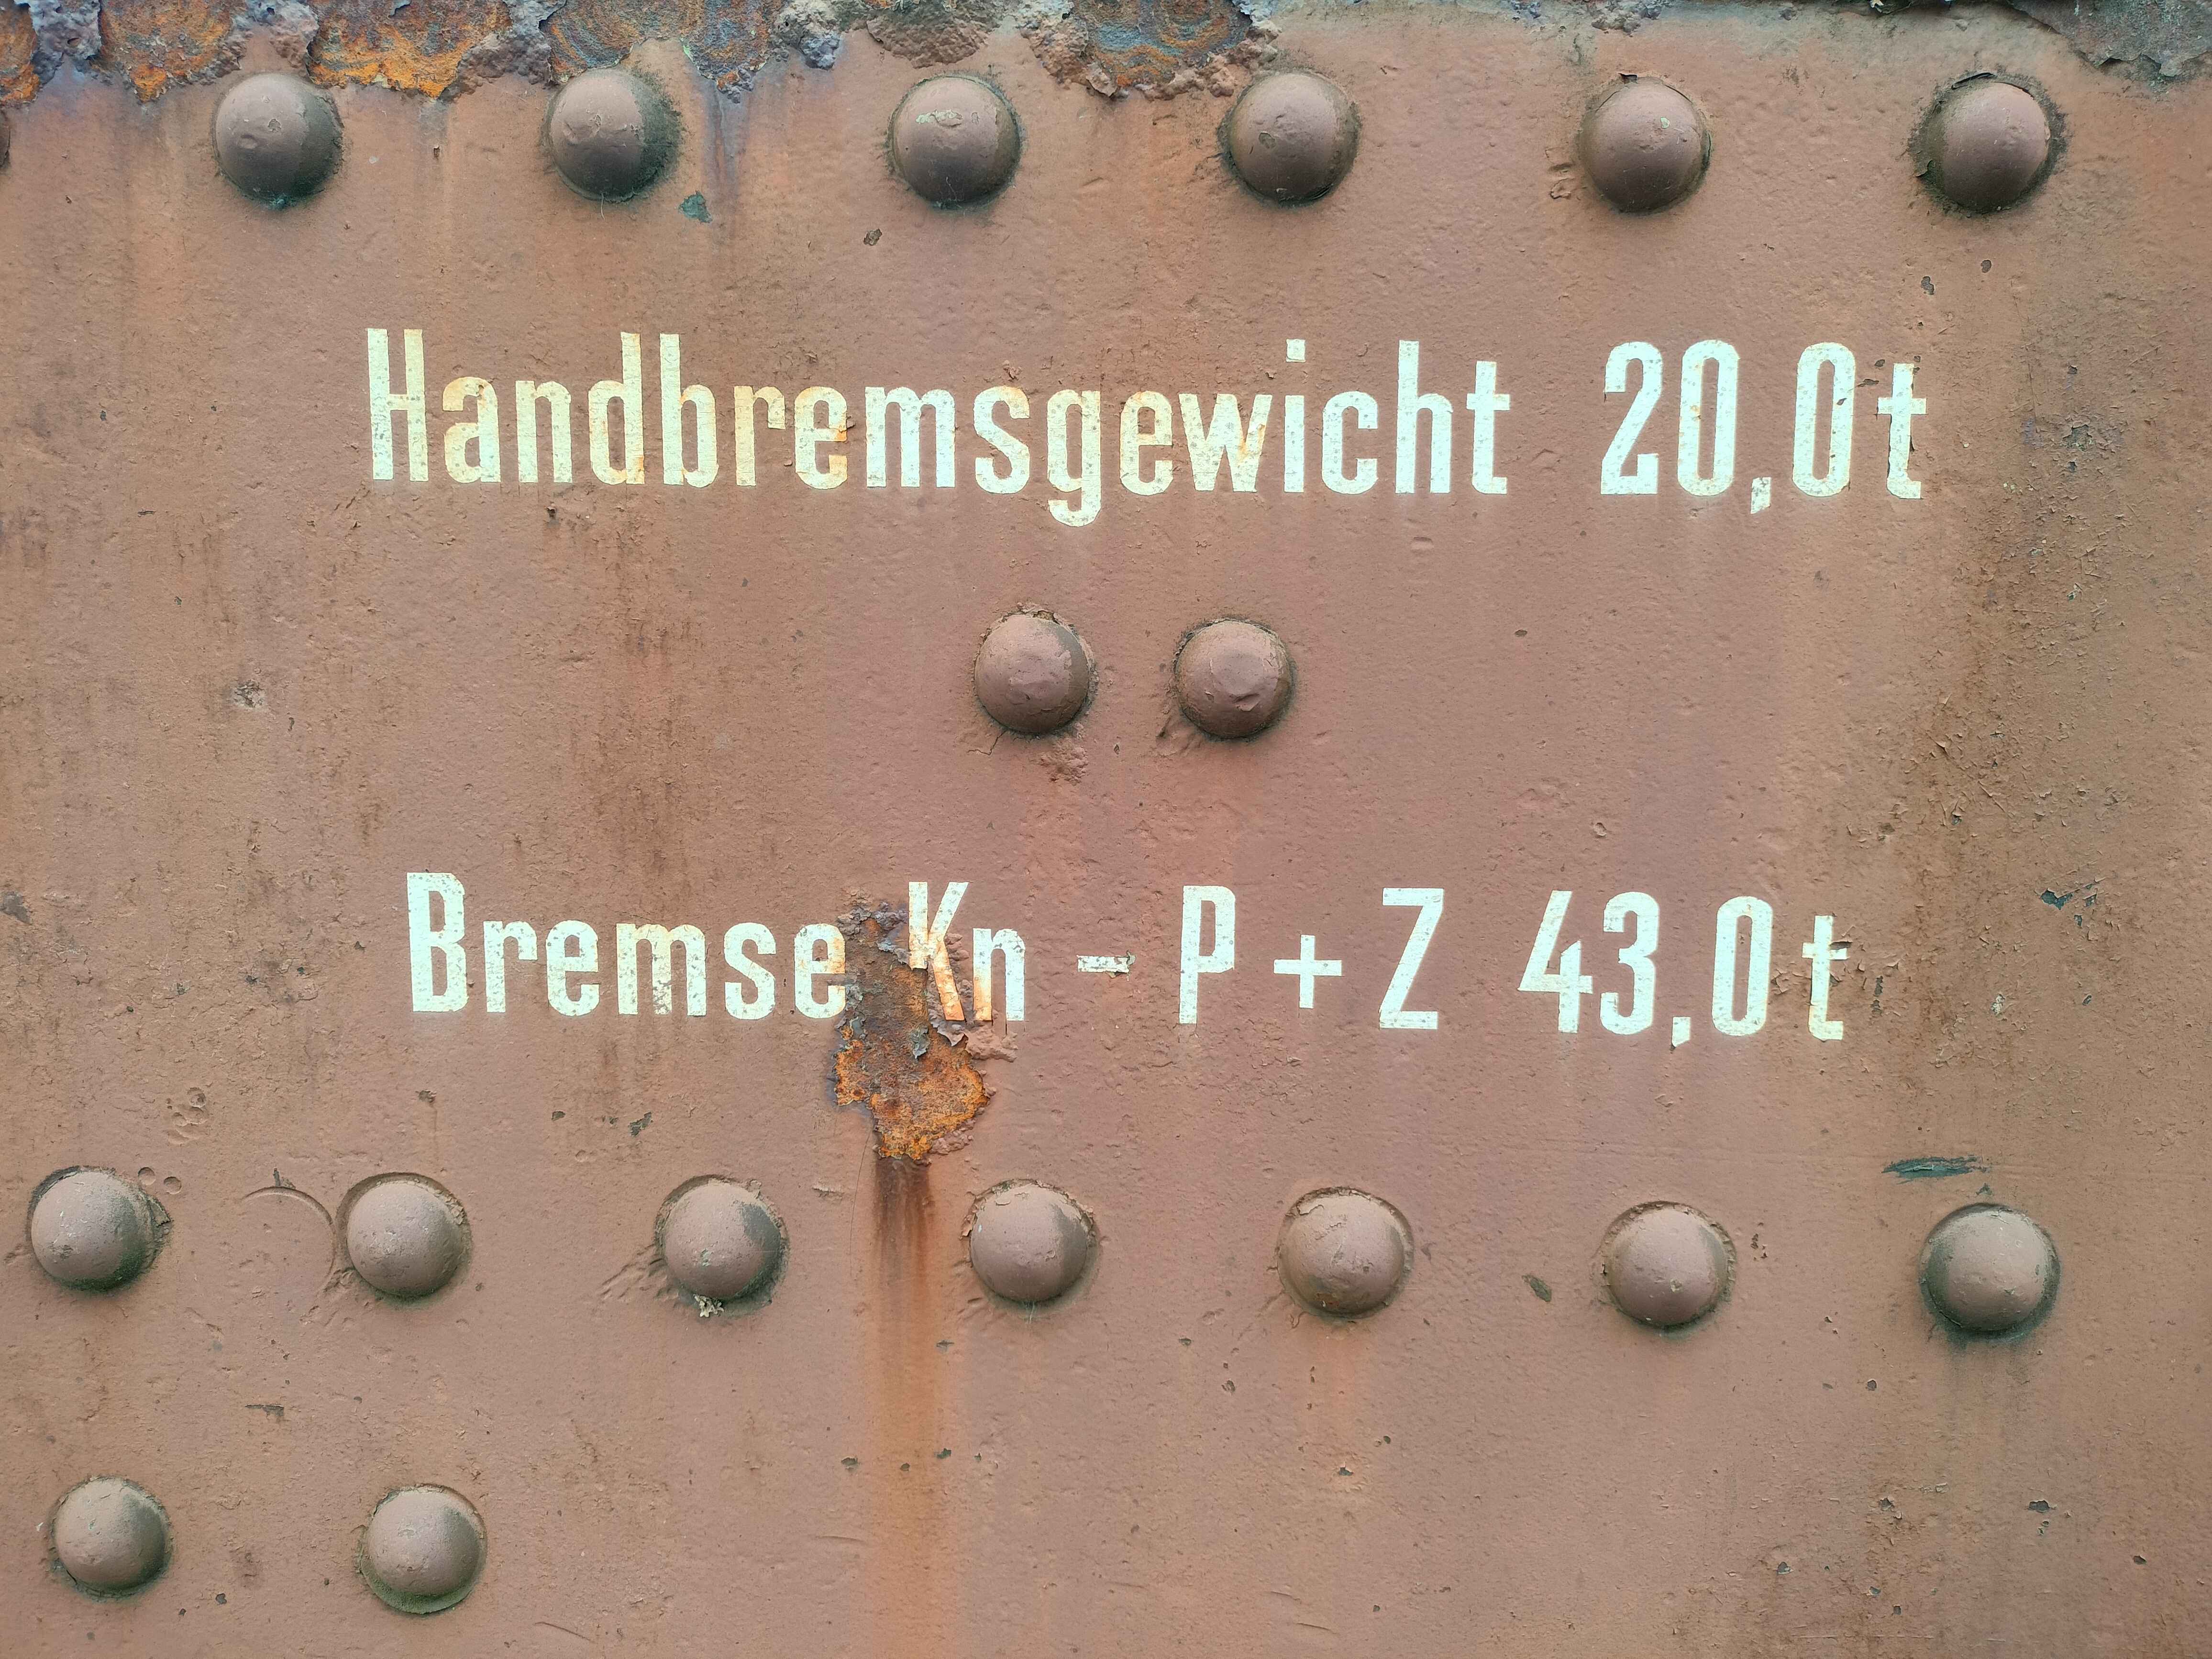 Handbremsgewicht 20,0t
Bremse Kn - P + Z 43,0t